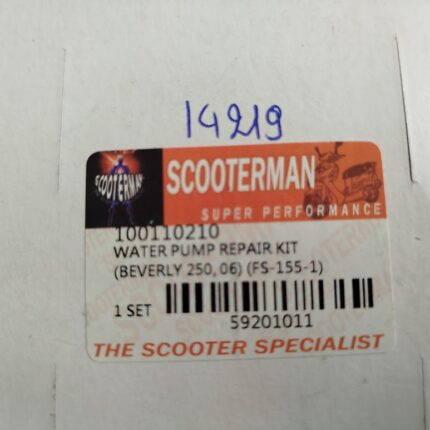 14219
SCOOTERMAN
SCOOTERMAN
SUPER PERFORMANCE
100110210
WATER PUMP REPAIR KIT
(BEVERLY 250, 06) (FS-155-1)
1 SET
59201011
THE SCOOTER SPECIALIST